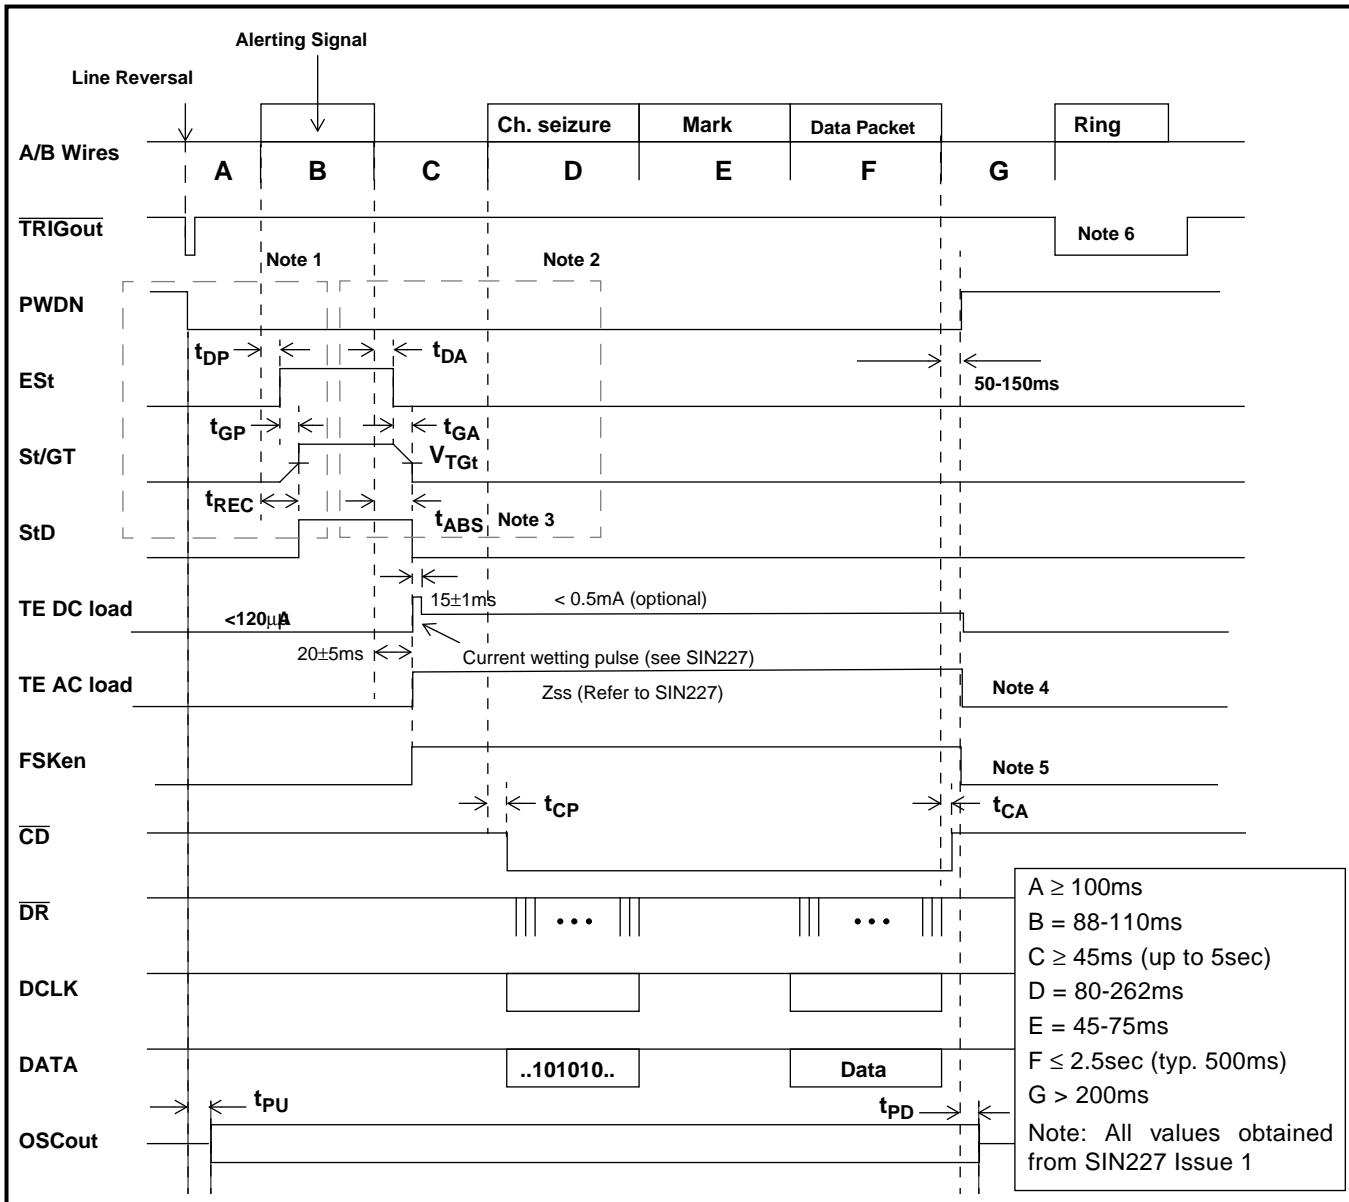 Alerting Signal
Line Reversal
A/B Wires
Ch. seizure
Mark
Data Packet
Ring
A
B
C
D
E
F
G
TRIGout
Note 6
Note 1
Note 2
PWDN
tDP
tDA
50-150ms
ESt
tGP
tGA
St/GT
VTGt
tREC
tABS
Note 3
StD
TE DC load
<120µA
15±1ms
< 0.5mA (optional)
20±5ms
Current wetting pulse (see SIN227)
TE AC load
Zss (Refer to SIN227)
Note 4
FSKen
Note 5
tCP
tCA
CD
DR
• • •
• • •
DCLK
DATA
..101010..
Data
tPU
tPD
OSCout
A ≥ 100ms
B = 88-110ms
C ≥ 45ms (up to 5sec)
D = 80-262ms
E = 45-75ms
F ≤ 2.5sec (typ. 500ms)
G > 200ms
Note: All values obtained
from SIN227 Issue 1